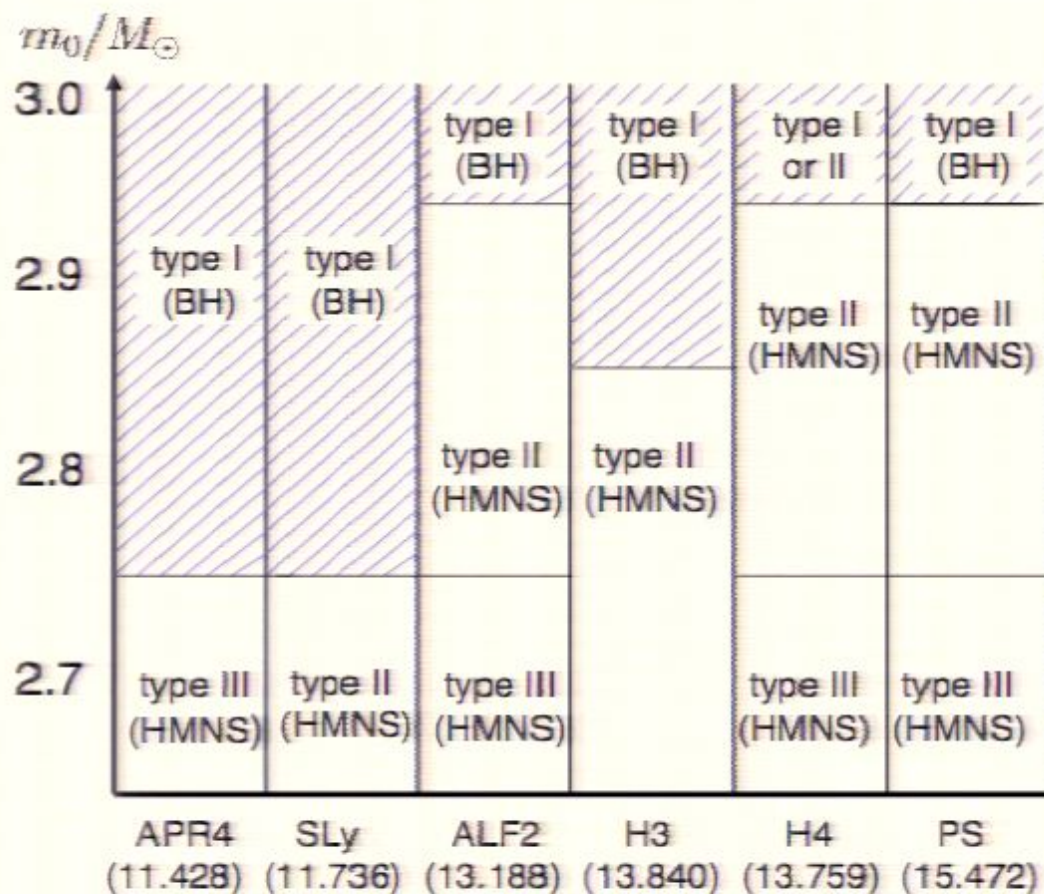 m₀/M⊙
3.0
type I
(BH)
type I
(BH)
type I
or II
type I
(BH)
2.9
type I
(BH)
type I
(BH)
type II
(HMNS)
type II
(HMNS)
2.8
type II
(HMNS)
type II
(HMNS)
2.7
type III
(HMNS)
type II
(HMNS)
type III
(HMNS)
type III
(HMNS)
type III
(HMNS)
APR4 SLy ALF2 H3 H4 PS
(11.428) (11.736) (13.188) (13.840) (13.759) (15.472)